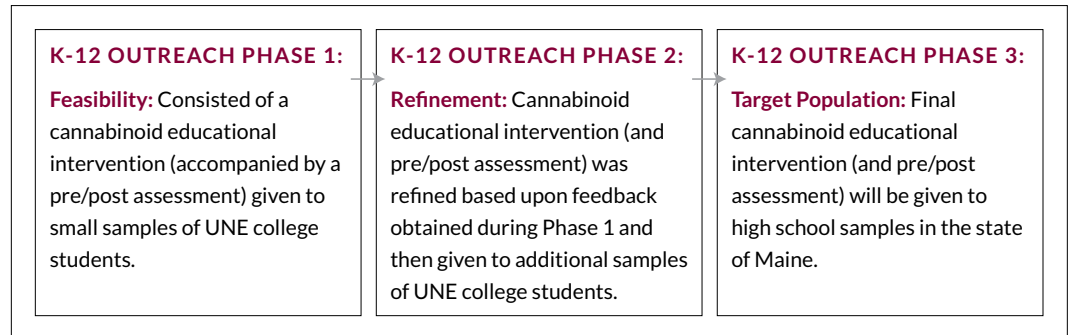 K-12 OUTREACH PHASE 1:
Feasibility: Consisted of a
cannabinoid educational
intervention (accompanied by a
pre/post assessment) given to
small samples of UNE college
students.
K-12 OUTREACH PHASE 2:
Refinement: Cannabinoid
educational intervention (and
pre/post assessment) was
refined based upon feedback
obtained during Phase 1 and
then given to additional samples
of UNE college students.
K-12 OUTREACH PHASE 3:
Target Population: Final
cannabinoid educational
intervention (and pre/post
assessment) will be given to
high school samples in the state
of Maine.